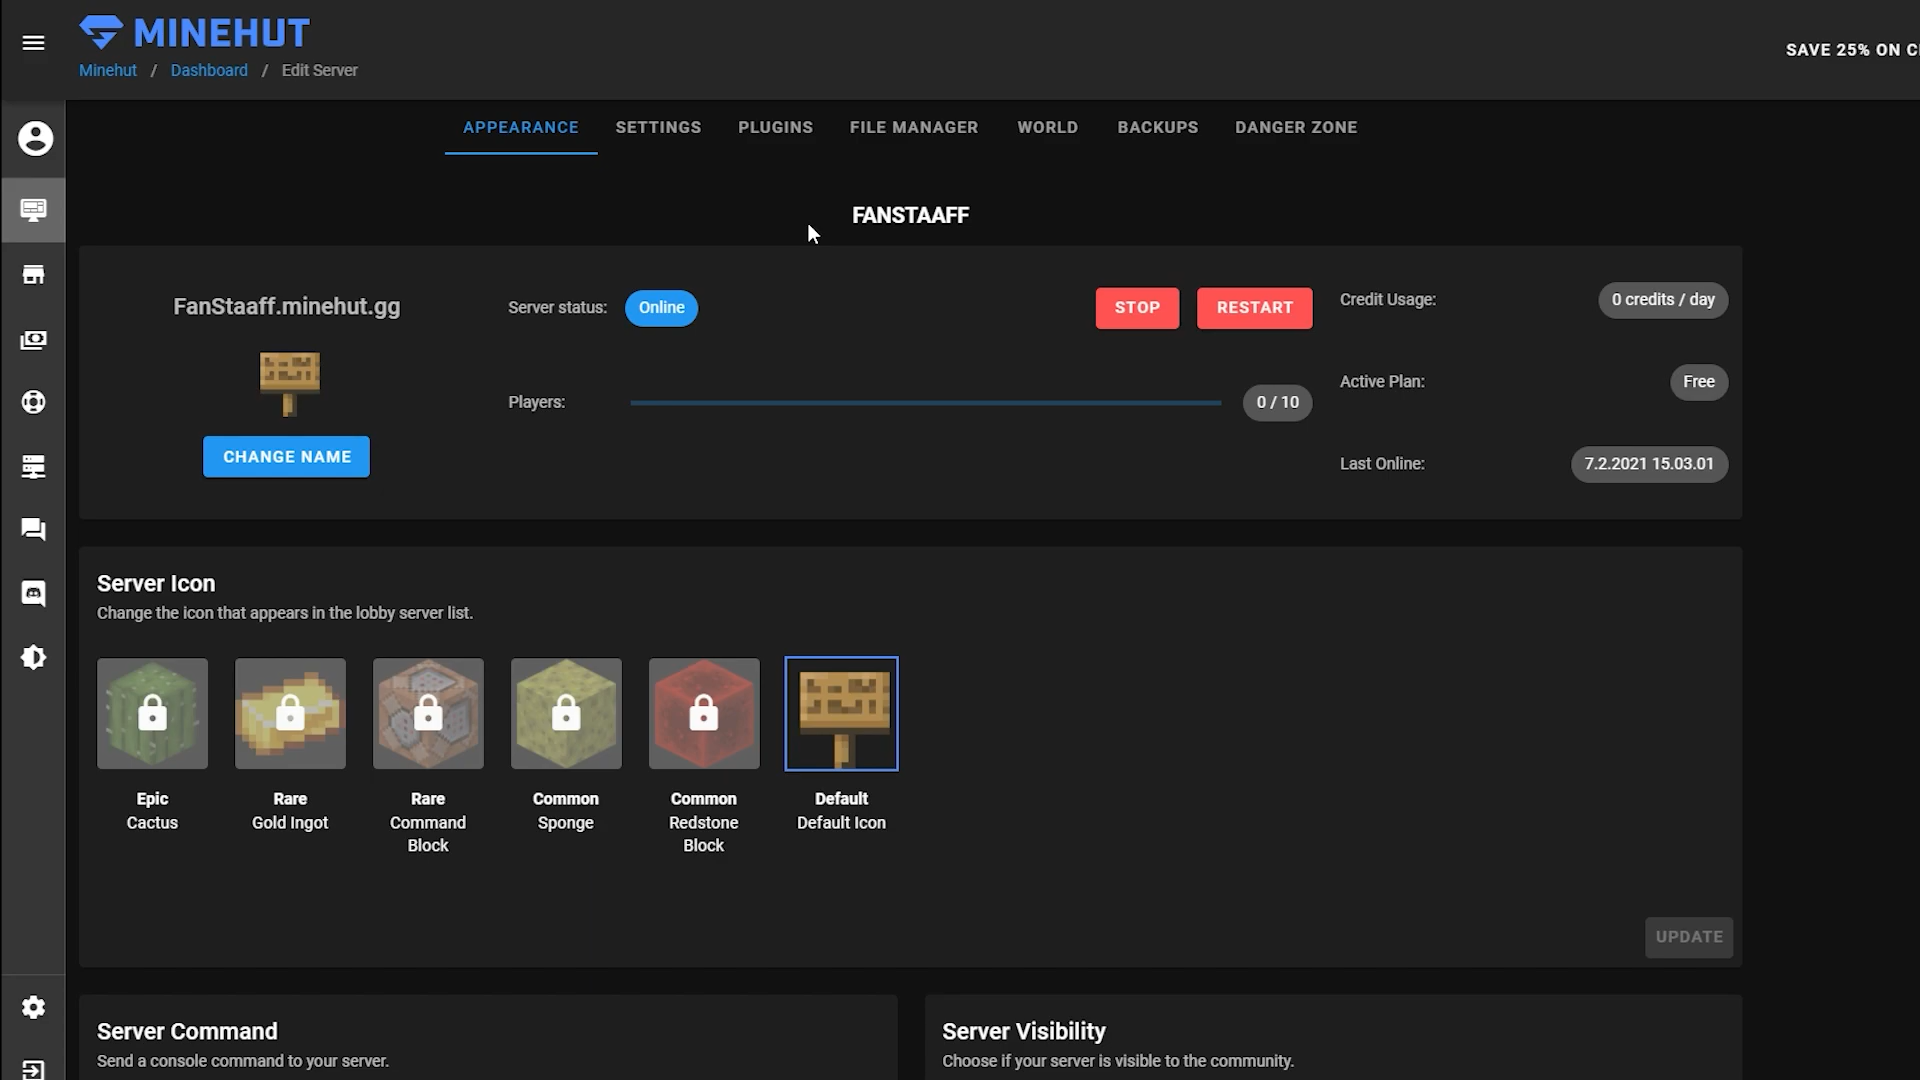 MINEHUT
Minehut / Dashboard / Edit Server
SAVE 25% ON
APPEARANCE SETTINGS PLUGINS FILE MANAGER WORLD BACKUPS DANGER ZONE
FANSTAAFF
FanStaaff.minehut.gg
CHANGE NAME
Server status: Online
STOP RESTART
Players: 0 / 10
Credit Usage: 0 credits / day
Active Plan: Free
Last Online: 7.2.2021 15.03.01
Server Icon
Change the icon that appears in the lobby server list.
Epic
Cactus
Rare
Gold Ingot
Rare
Command
Block
Common
Sponge
Common
Redstone
Block
Default
Default Icon
UPDATE
Server Command
Send a console command to your server.
Server Visibility
Choose if your server is visible to the community.